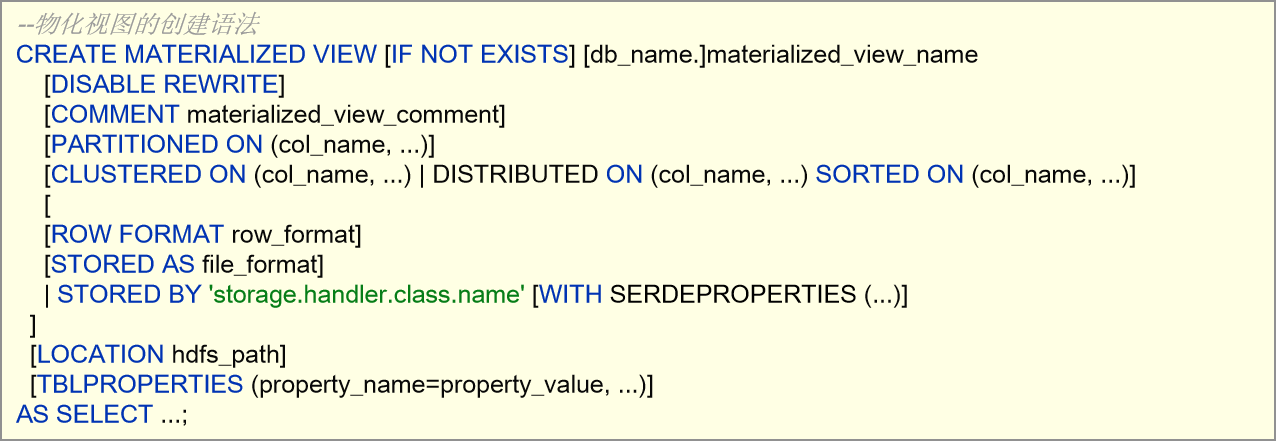 --物化视图的创建语法
CREATE MATERIALIZED VIEW [IF NOT EXISTS] [db_name.]materialized_view_name
[DISABLE REWRITE]
[COMMENT materialized_view_comment]
[PARTITIONED ON (col_name, ...)]
[CLUSTERED ON (col_name, ...) | DISTRIBUTED ON (col_name, ...) SORTED ON (col_name, ...)]
[
[ROW FORMAT row_format]
[STORED AS file_format]
| STORED BY 'storage.handler.class.name' [WITH SERDEPROPERTIES (...)]
]
[LOCATION hdfs_path]
[TBLPROPERTIES (property_name=property_value, ...)]
AS SELECT ...;